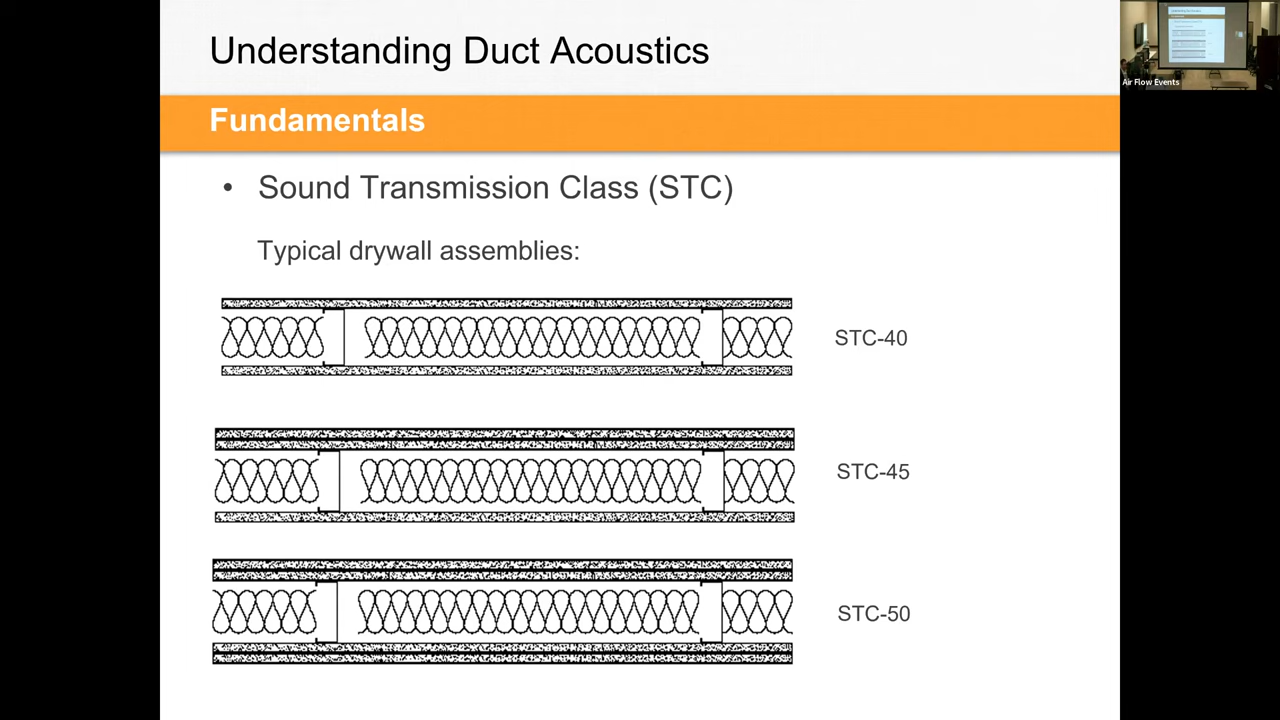 Understanding Duct Acoustics
Fundamentals
• Sound Transmission Class (STC)
Typical drywall assemblies:
STC-40
STC-45
STC-50
Air Flow Events